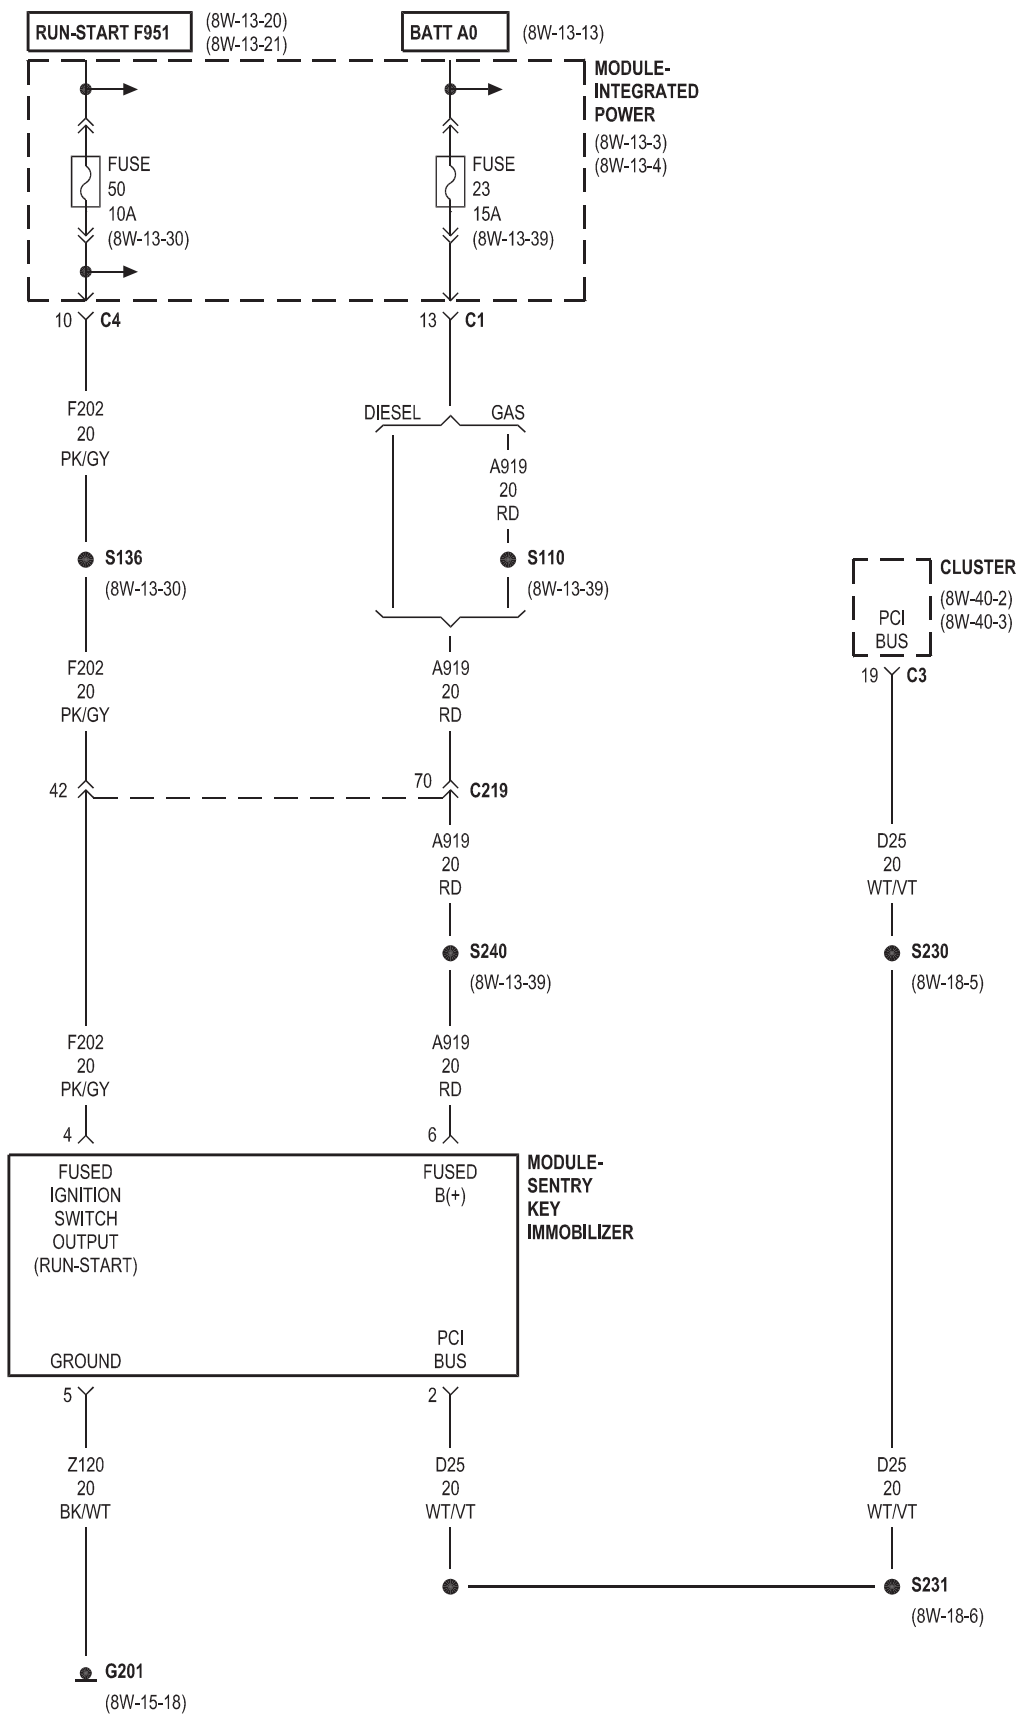 RUN-START F951
(8W-13-20)
(8W-13-21)
BATT A0
(8W-13-13)
MODULE-
INTEGRATED
POWER
(8W-13-3)
(8W-13-4)
FUSE
50
10A
(8W-13-30)
FUSE
23
15A
(8W-13-39)
10
C4
13
C1
F202
20
PK/GY
DIESEL
GAS
A919
20
RD
S136
(8W-13-30)
S110
(8W-13-39)
CLUSTER
(8W-40-2)
(8W-40-3)
PCI
BUS
19
C3
F202
20
PK/GY
A919
20
RD
42
70
C219
A919
20
RD
D25
20
WT/VT
S240
(8W-13-39)
S230
(8W-18-5)
F202
20
PK/GY
A919
20
RD
4
6
FUSED
IGNITION
SWITCH
OUTPUT
(RUN-START)
FUSED
B(+)
MODULE-
SENTRY
KEY
IMMOBILIZER
GROUND
PCI
BUS
5
2
Z120
20
BK/WT
D25
20
WT/VT
D25
20
WT/VT
S231
(8W-18-6)
G201
(8W-15-18)